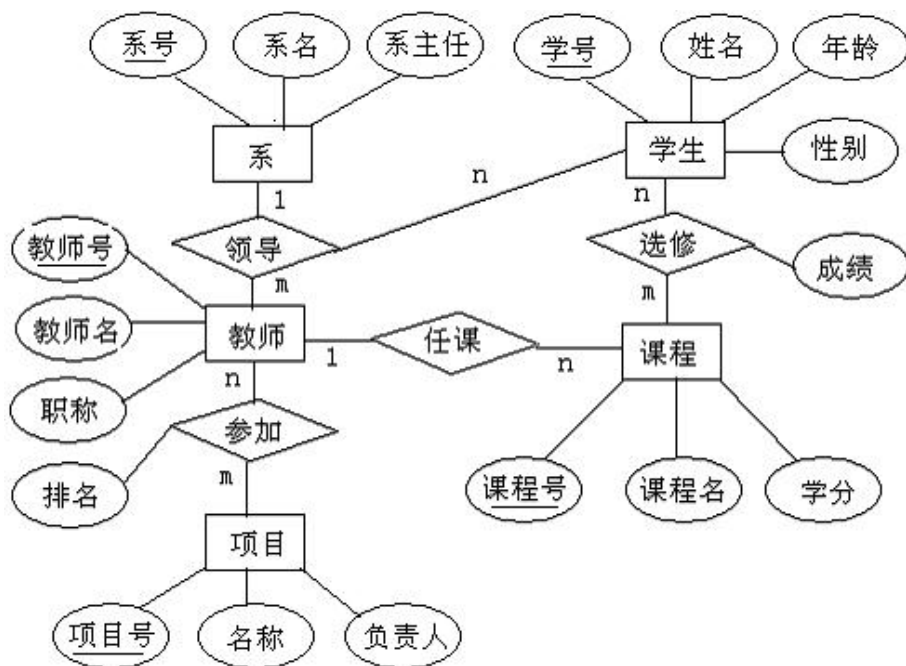 系号 系名 系主任 学号 姓名 年龄
系 学生 性别
1 n n
教师号 领导 选修 成绩
m m
教师名 教师 1 任课 n 课程
职称 n
参加
排名 m 课程号 课程名 学分
项目
项目号 名称 负责人